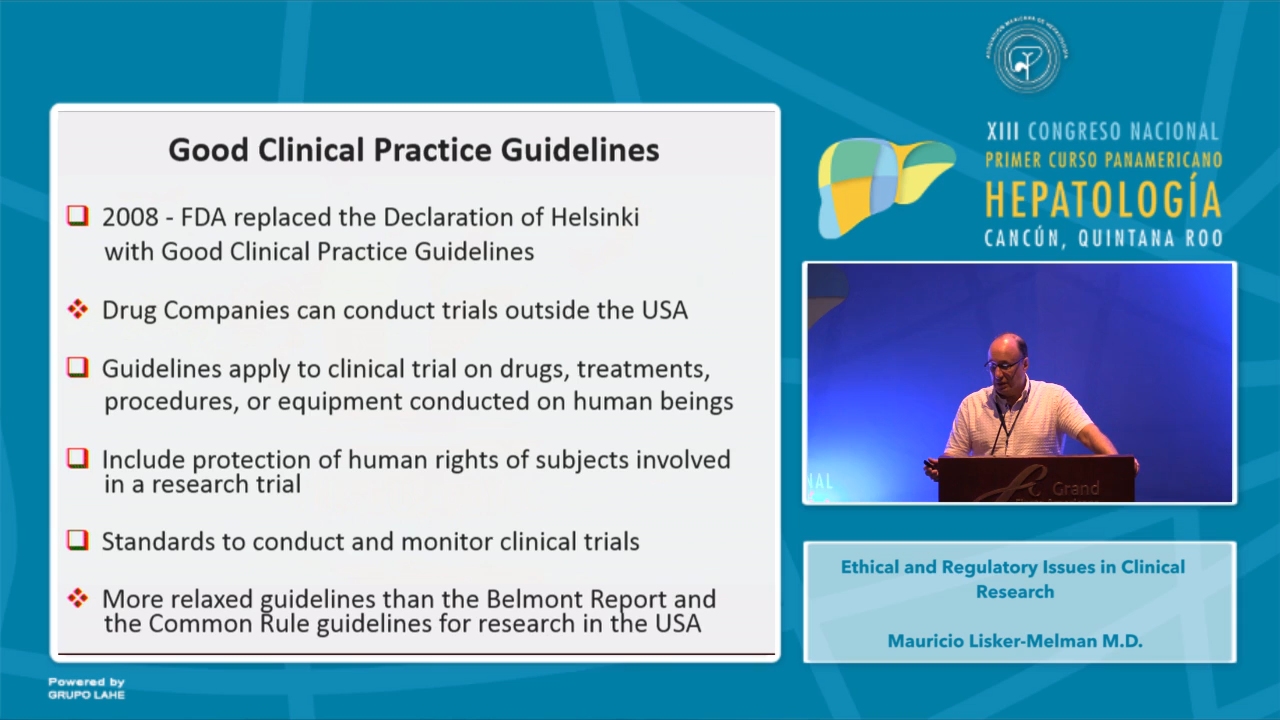 Good Clinical Practice Guidelines
2008 - FDA replaced the Declaration of Helsinki
with Good Clinical Practice Guidelines
Drug Companies can conduct trials outside the USA
Guidelines apply to clinical trial on drugs, treatments,
procedures, or equipment conducted on human beings
Include protection of human rights of subjects involved
in a research trial
Standards to conduct and monitor clinical trials
More relaxed guidelines than the Belmont Report and
the Common Rule guidelines for research in the USA
Powered by
GRUPO LAHE
ASOCIACIÓN MEXICANA DE HEPATOLOGÍA
XIII CONGRESO NACIONAL
PRIMER CURSO PANAMERICANO
HEPATOLOGÍA
CANCÚN, QUINTANA ROO
NAL
Grand
Ethical and Regulatory Issues in Clinical
Research
Mauricio Lisker-Melman M.D.